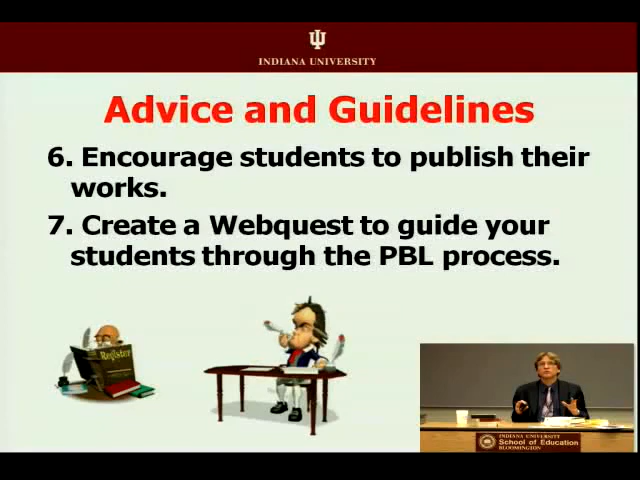 INDIANA UNIVERSITY
Advice and Guidelines
6. Encourage students to publish their
works.
7. Create a Webquest to guide your
students through the PBL process.
Register
INDIANA UNIVERSITY
School of Education
BLOOMINGTON